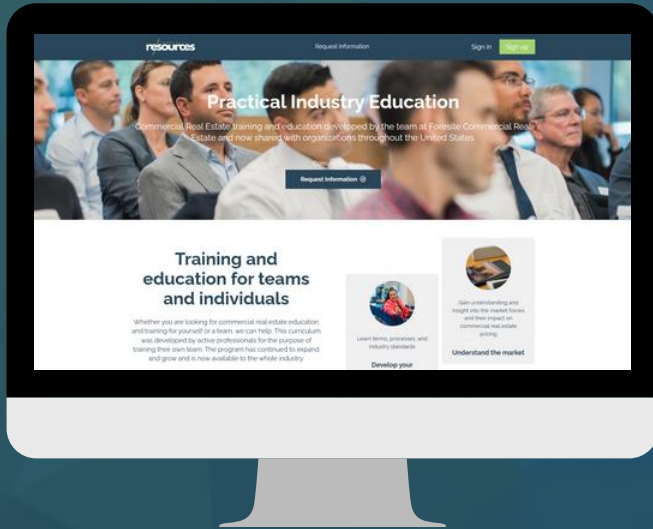 resources
Request Information
Sign in
Sign up
Practical Industry Education
Commercial Real Estate training and education developed by the team at Foresite Commercial Real
Estate and now shared with organizations throughout the United States.
Request Information
Training and
education for teams
and individuals
Whether you are looking for commercial real estate education
and training for yourself or a team, we can help. This curriculum
was developed by active professionals for the purpose of
training their own team. The program has continued to expand
and grow and is now available to the whole industry
Learn terms, processes, and
industry standards
Develop your
Gain understanding and
insight into the market forces
and their impact on
commercial real estate
pricing
Understand the market